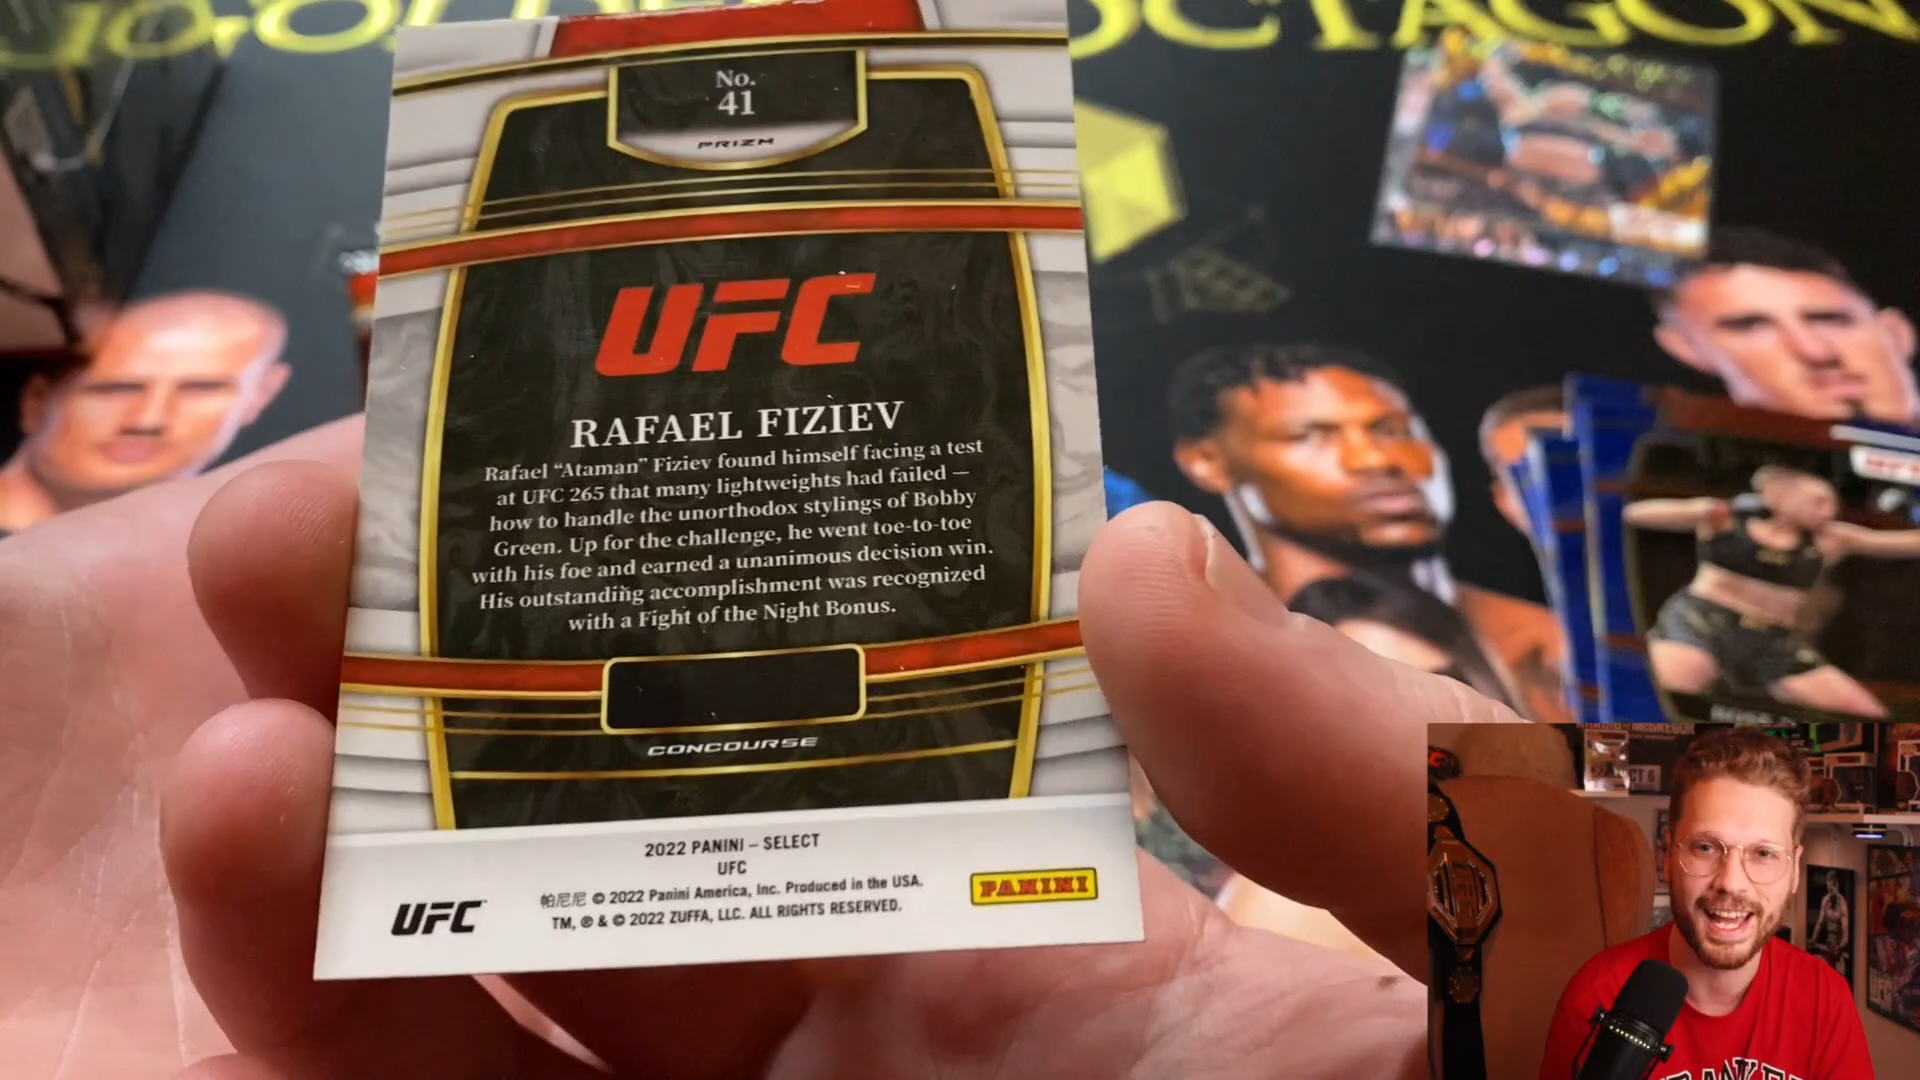 OCTAGON
No.
41
PRIZM
UFC
RAFAEL FIZIEV
Rafael “Ataman” Fiziev found himself facing a test
at UFC 265 that many lightweights had failed —
how to handle the unorthodox stylings of Bobby
Green. Up for the challenge, he went toe-to-toe
with his foe and earned a unanimous decision win.
His outstanding accomplishment was recognized
with a Fight of the Night Bonus.
CONCOURSE
2022 PANINI – SELECT
UFC
帕尼尼 © 2022 Panini America, Inc. Produced in the USA.
TM, ® & © 2022 ZUFFA, LLC. ALL RIGHTS RESERVED.
UFC
PANINI